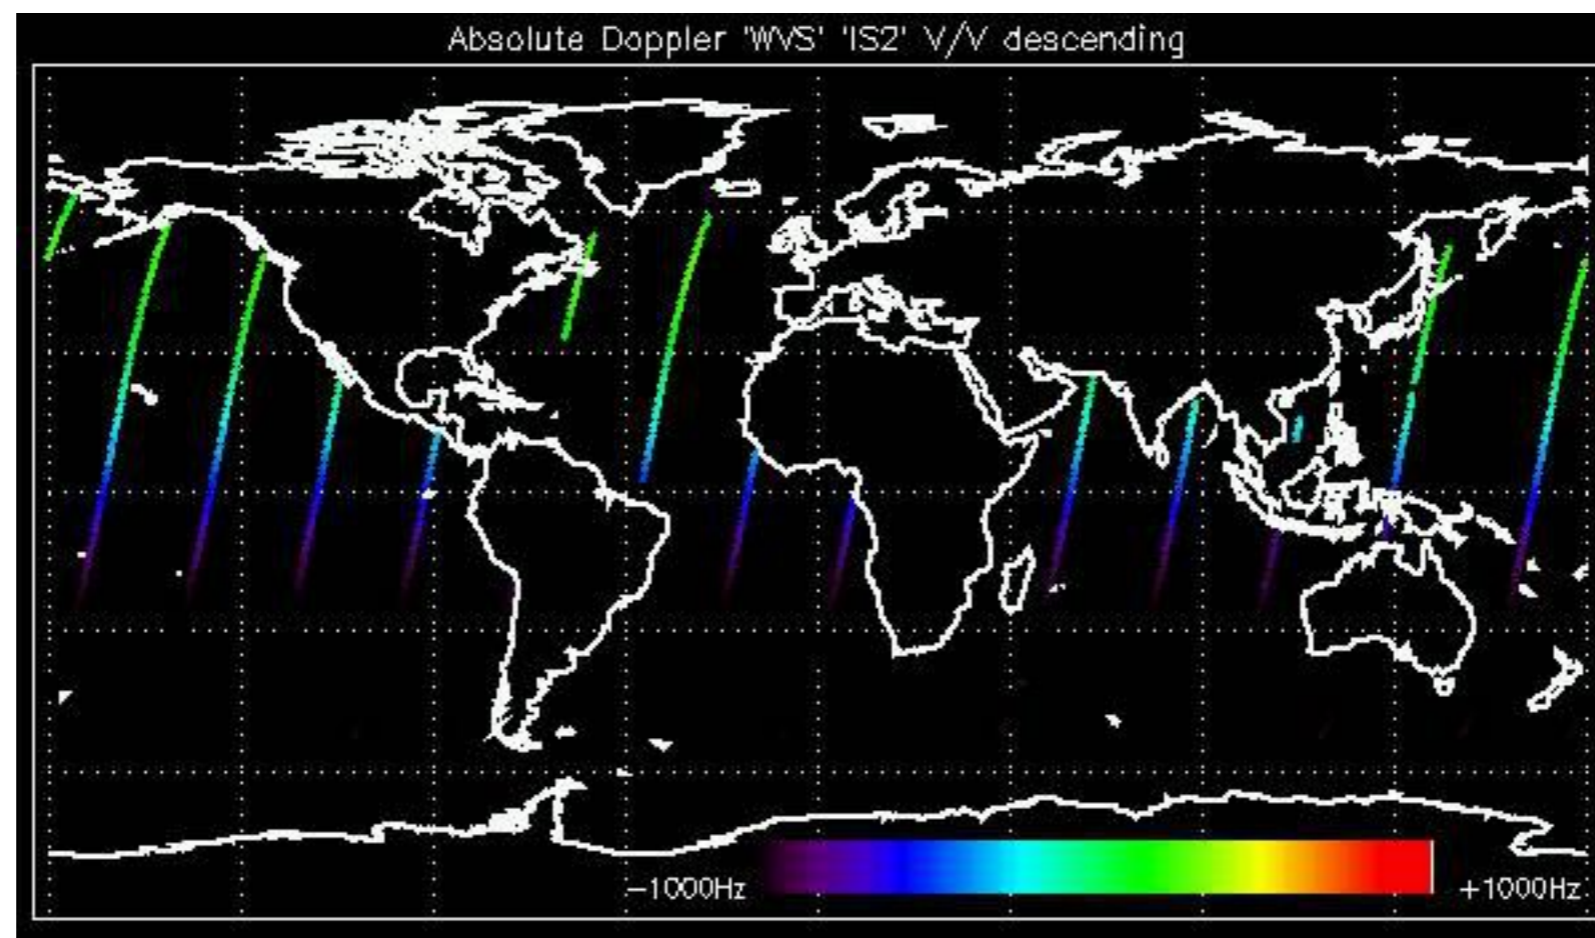 Absolute Doppler 'WVS' 'IS2' V/V descending
−1000Hz
+1000Hz